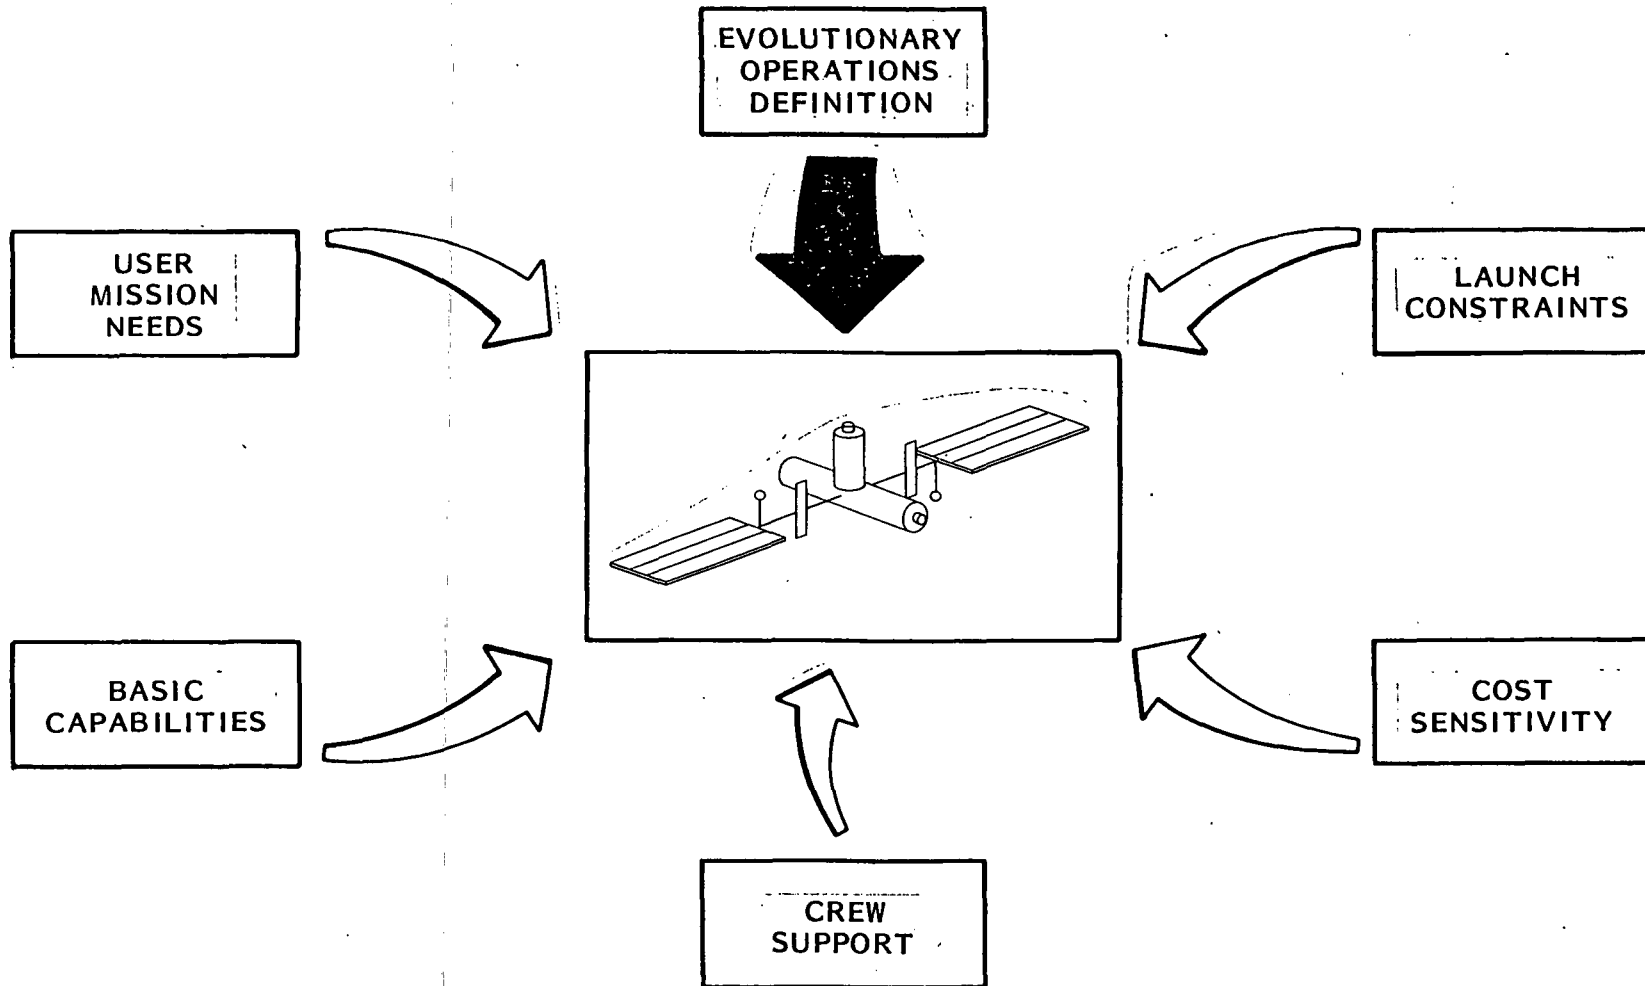 EVOLUTIONARY
OPERATIONS
DEFINITION
USER
MISSION
NEEDS
LAUNCH
CONSTRAINTS
BASIC
CAPABILITIES
COST
SENSITIVITY
CREW
SUPPORT